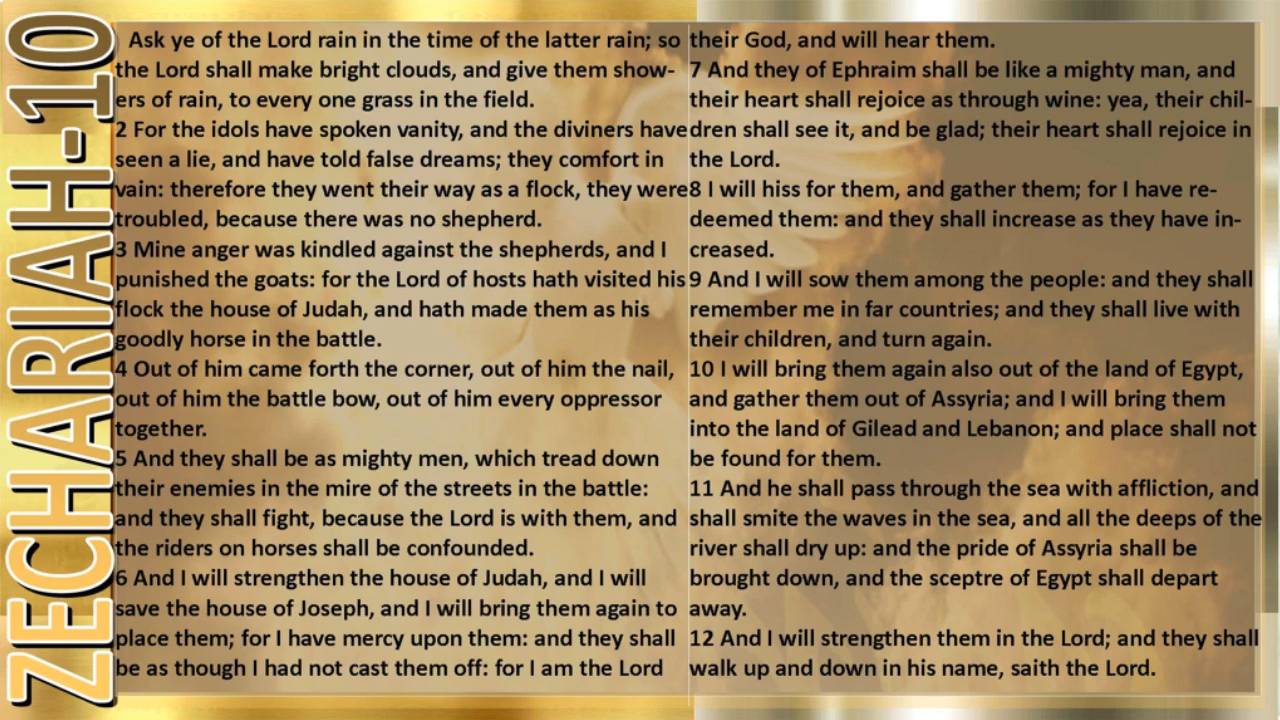 ZECHARIAH-10
Ask ye of the Lord rain in the time of the latter rain; so
the Lord shall make bright clouds, and give them show-
ers of rain, to every one grass in the field.
2 For the idols have spoken vanity, and the diviners have
seen a lie, and have told false dreams; they comfort in
vain: therefore they went their way as a flock, they were
troubled, because there was no shepherd.
3 Mine anger was kindled against the shepherds, and I
punished the goats: for the Lord of hosts hath visited his
flock the house of Judah, and hath made them as his
goodly horse in the battle.
4 Out of him came forth the corner, out of him the nail,
out of him the battle bow, out of him every oppressor
together.
5 And they shall be as mighty men, which tread down
their enemies in the mire of the streets in the battle:
and they shall fight, because the Lord is with them, and
the riders on horses shall be confounded.
6 And I will strengthen the house of Judah, and I will
save the house of Joseph, and I will bring them again to
place them; for I have mercy upon them: and they shall
be as though I had not cast them off: for I am the Lord
their God, and will hear them.
7 And they of Ephraim shall be like a mighty man, and
their heart shall rejoice as through wine: yea, their chil-
dren shall see it, and be glad; their heart shall rejoice in
the Lord.
8 I will hiss for them, and gather them; for I have re-
deemed them: and they shall increase as they have in-
creased.
9 And I will sow them among the people: and they shall
remember me in far countries; and they shall live with
their children, and turn again.
10 I will bring them again also out of the land of Egypt,
and gather them out of Assyria; and I will bring them
into the land of Gilead and Lebanon; and place shall not
be found for them.
11 And he shall pass through the sea with affliction, and
shall smite the waves in the sea, and all the deeps of the
river shall dry up: and the pride of Assyria shall be
brought down, and the sceptre of Egypt shall depart
away.
12 And I will strengthen them in the Lord; and they shall
walk up and down in his name, saith the Lord.